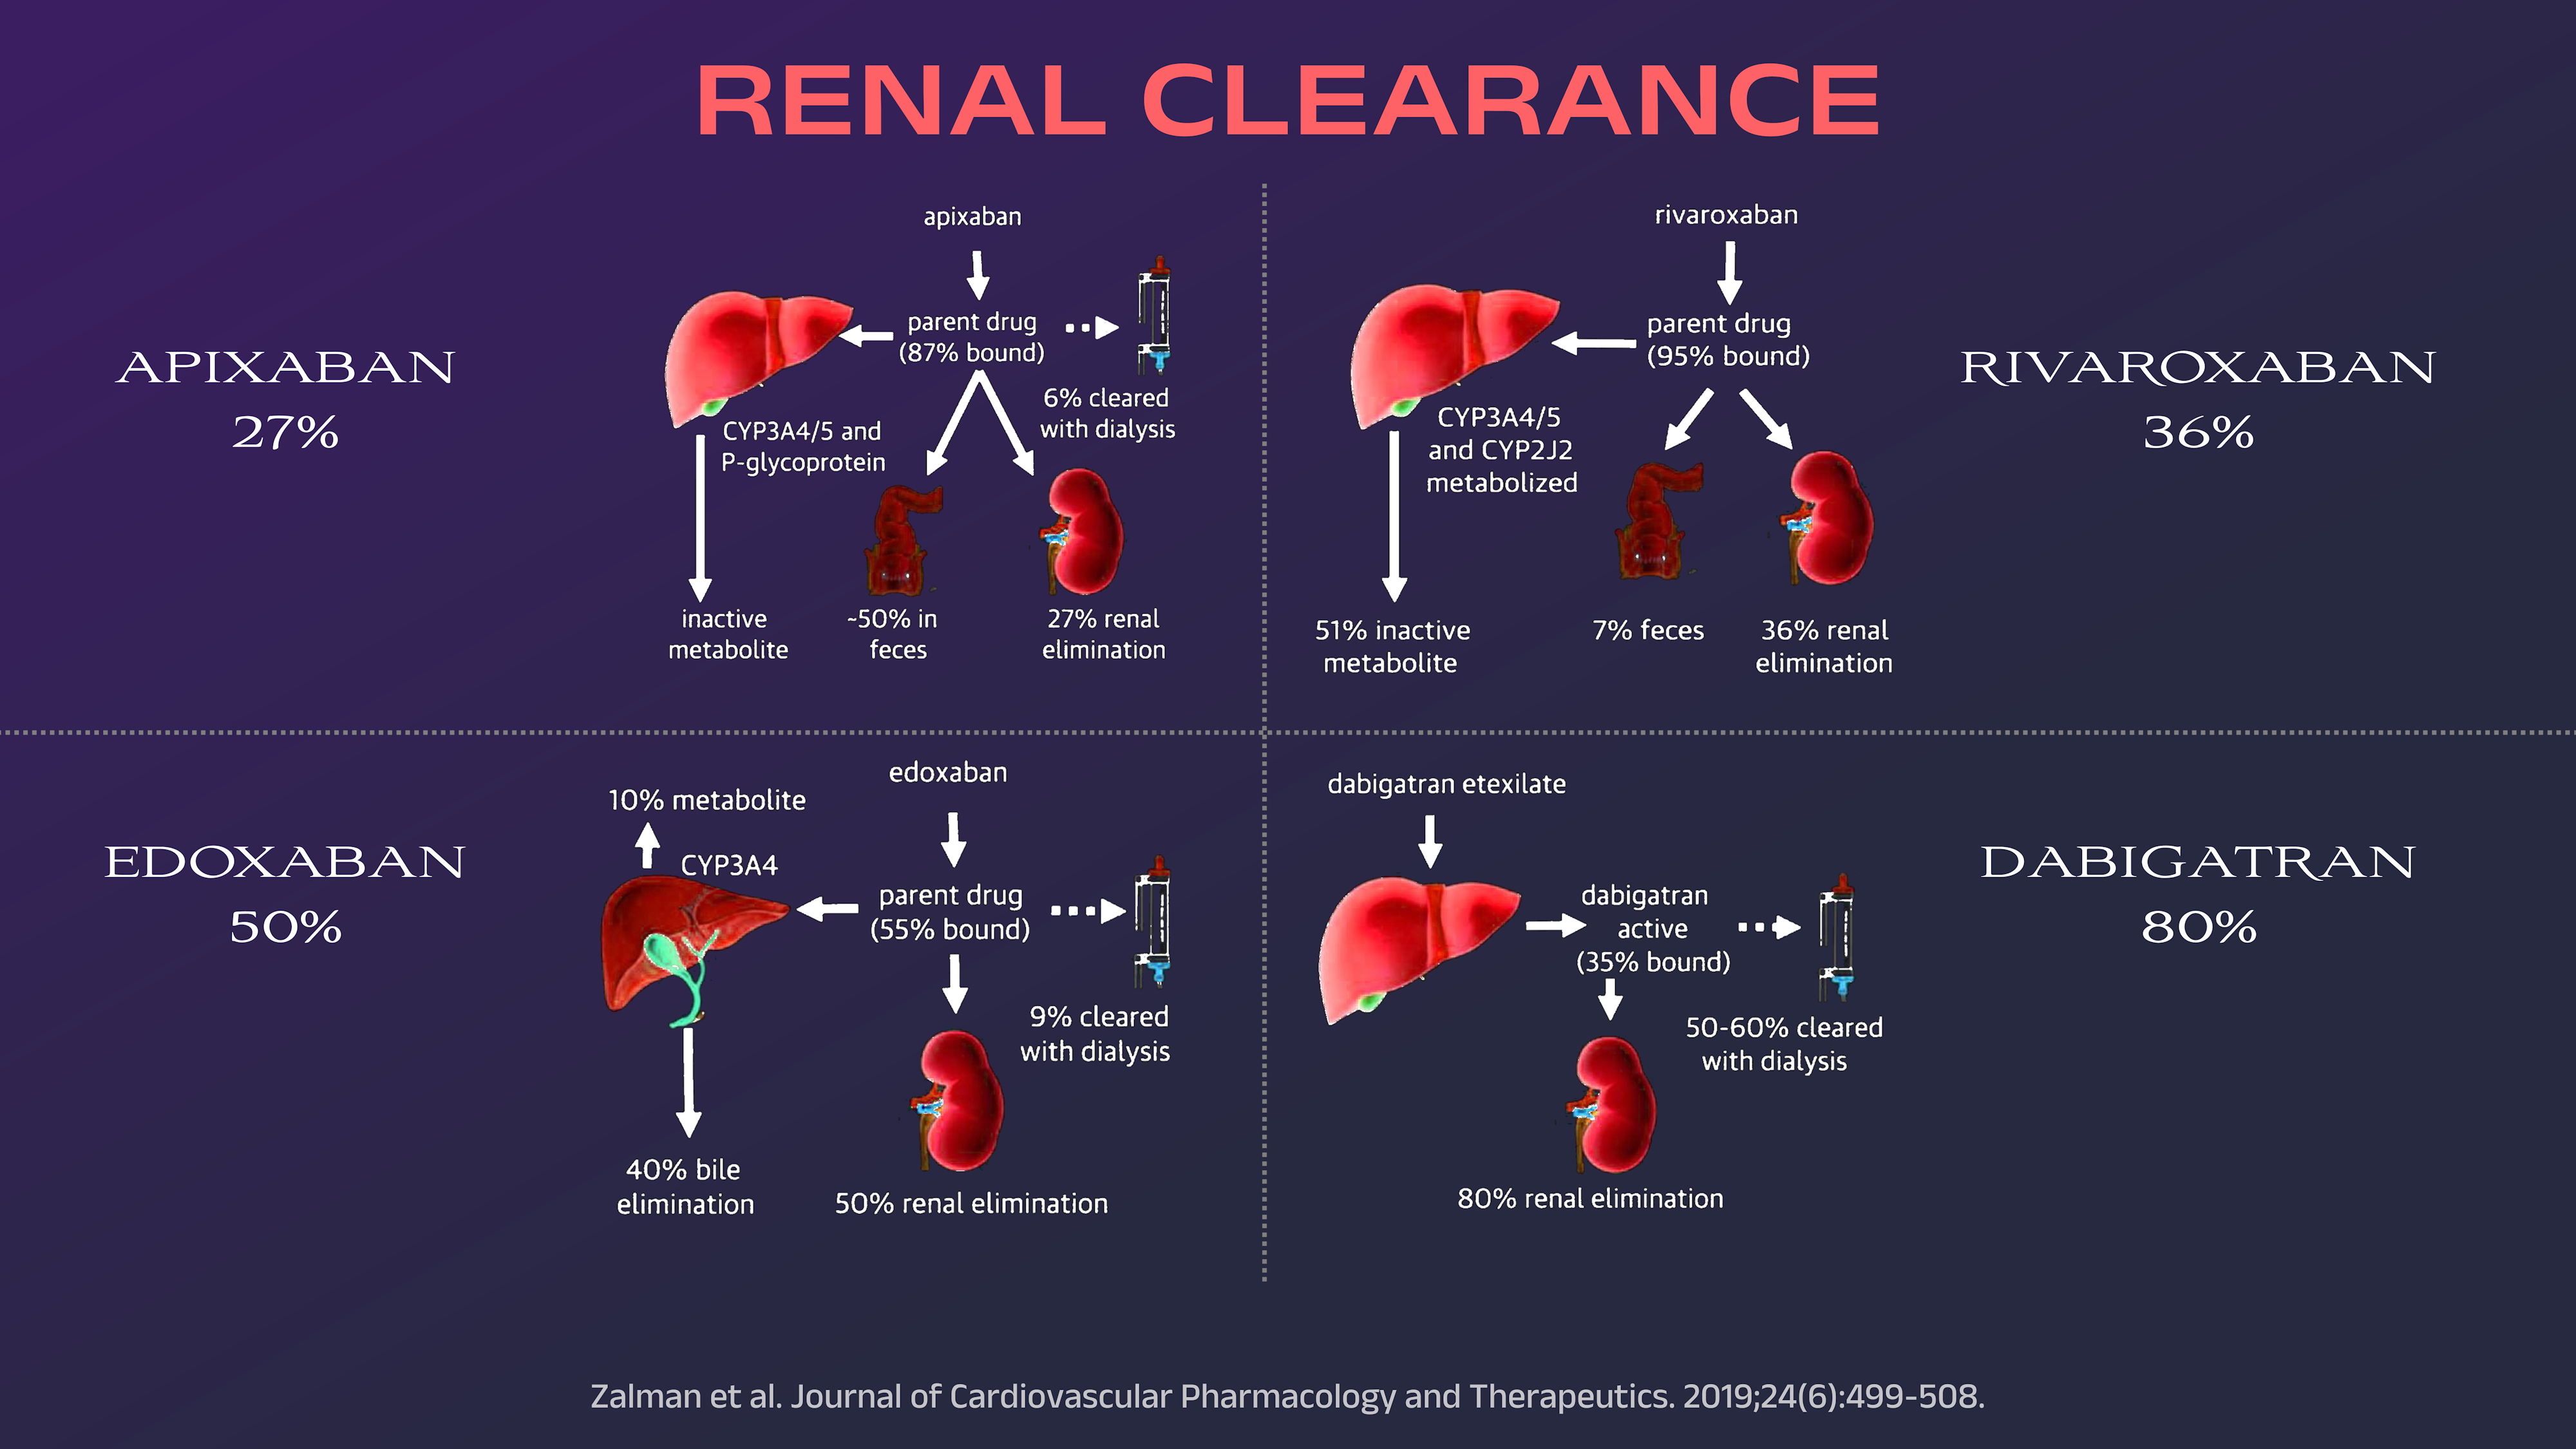 RENAL CLEARANCE
APIXABAN
27%
apixaban
parent drug
(87% bound)
6% cleared
with dialysis
CYP3A4/5 and
P-glycoprotein
inactive
metabolite
~50% in
feces
27% renal
elimination
rivaroxaban
parent drug
(95% bound)
CYP3A4/5
and CYP2J2
metabolized
51% inactive
metabolite
7% feces
36% renal
elimination
RIVAROXABAN
36%
EDOXABAN
50%
edoxaban
10% metabolite
CYP3A4
parent drug
(55% bound)
9% cleared
with dialysis
40% bile
elimination
50% renal elimination
dabigatran etexilate
dabigatran
active
(35% bound)
50-60% cleared
with dialysis
80% renal elimination
DABIGATRAN
80%
Zalman et al. Journal of Cardiovascular Pharmacology and Therapeutics. 2019;24(6):499-508.